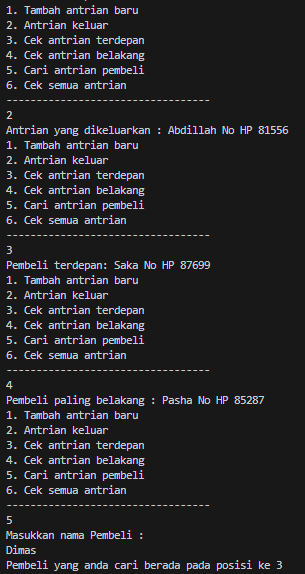 1. Tambah antrian baru
2. Antrian keluar
3. Cek antrian terdepan
4. Cek antrian belakang
5. Cari antrian pembeli
6. Cek semua antrian
----------------------------------
2
Antrian yang dikeluarkan : Abdillah No HP 81556
1. Tambah antrian baru
2. Antrian keluar
3. Cek antrian terdepan
4. Cek antrian belakang
5. Cari antrian pembeli
6. Cek semua antrian
----------------------------------
3
Pembeli terdepan: Saka No HP 87699
1. Tambah antrian baru
2. Antrian keluar
3. Cek antrian terdepan
4. Cek antrian belakang
5. Cari antrian pembeli
6. Cek semua antrian
----------------------------------
4
Pembeli paling belakang : Pasha No HP 85287
1. Tambah antrian baru
2. Antrian keluar
3. Cek antrian terdepan
4. Cek antrian belakang
5. Cari antrian pembeli
6. Cek semua antrian
----------------------------------
5
Masukkan nama Pembeli :
Dimas
Pembeli yang anda cari berada pada posisi ke 3